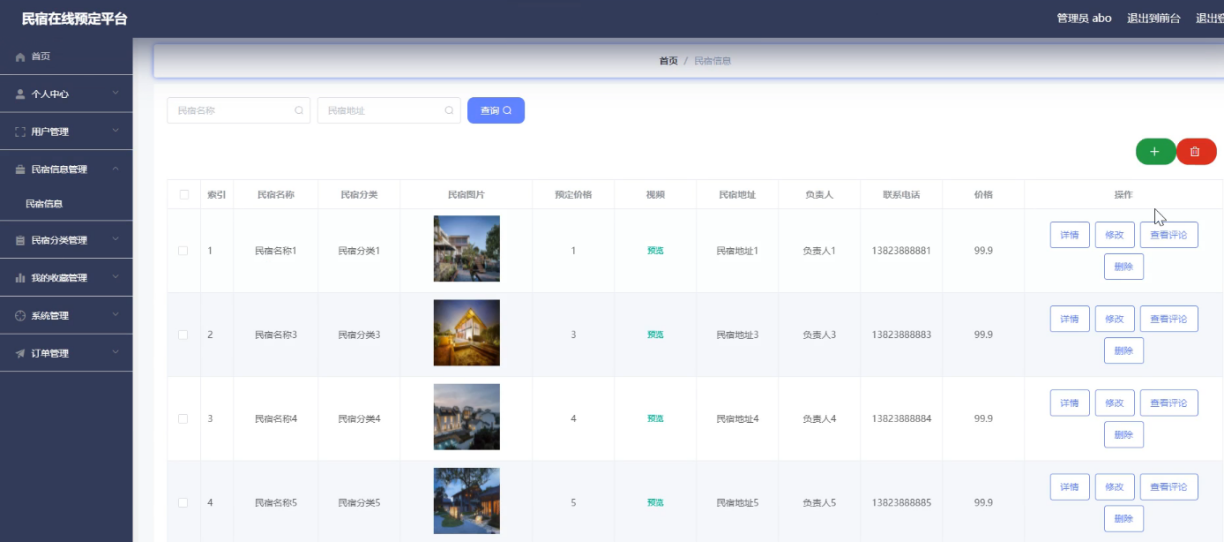 民宿在线预定平台
管理员 abo 退出到前台 退出登
首页
个人中心
用户管理
民宿信息管理
民宿信息
民宿分类管理
我的收藏管理
系统管理
订单管理
首页 / 民宿信息
民宿名称 民宿地址 查询
索引 民宿名称 民宿分类 民宿图片 预定价格 视频 民宿地址 负责人 联系电话 价格 操作
1 民宿名称1 民宿分类1 1 预览 民宿地址1 负责人1 13823888881 99.9 详情 修改 查看评论
删除
2 民宿名称3 民宿分类3 3 预览 民宿地址3 负责人3 13823888883 99.9 详情 修改 查看评论
删除
3 民宿名称4 民宿分类4 4 预览 民宿地址4 负责人4 13823888884 99.9 详情 修改 查看评论
删除
4 民宿名称5 民宿分类5 5 预览 民宿地址5 负责人5 13823888885 99.9 详情 修改 查看评论
删除